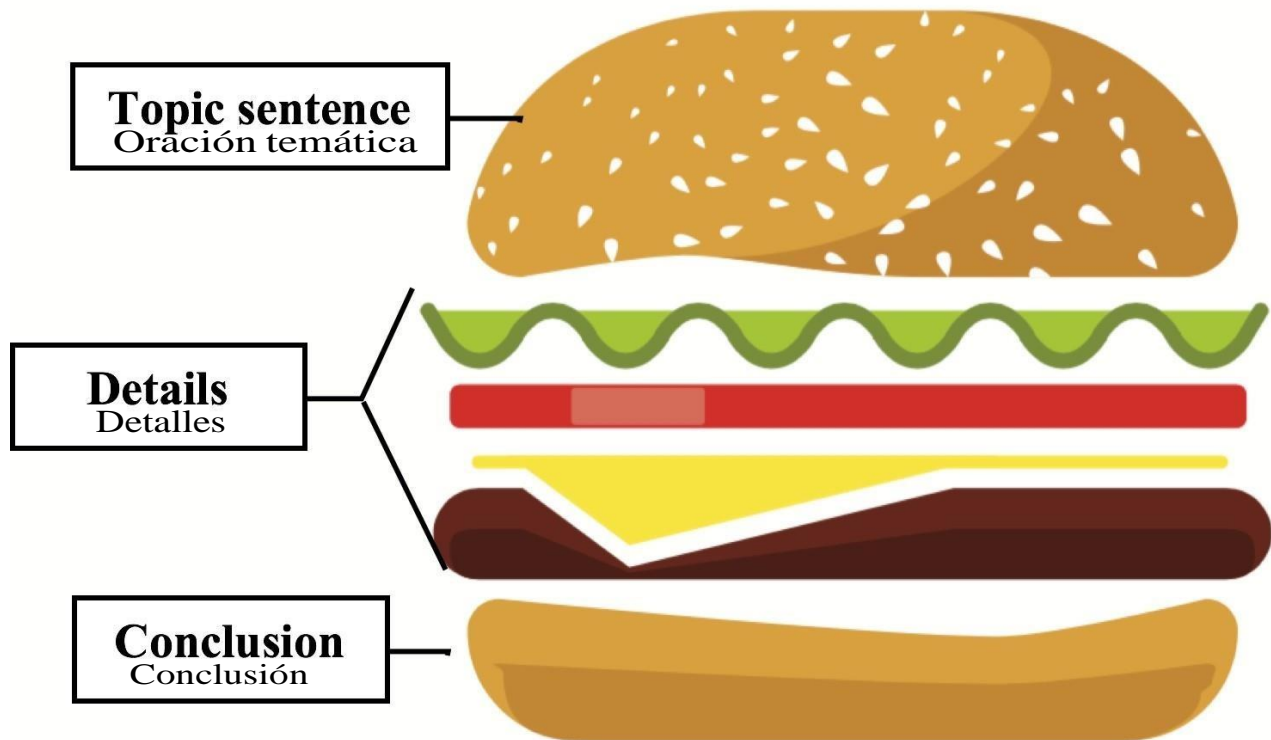 Topic sentence
Oración temática
Details
Detalles
Conclusion
Conclusión